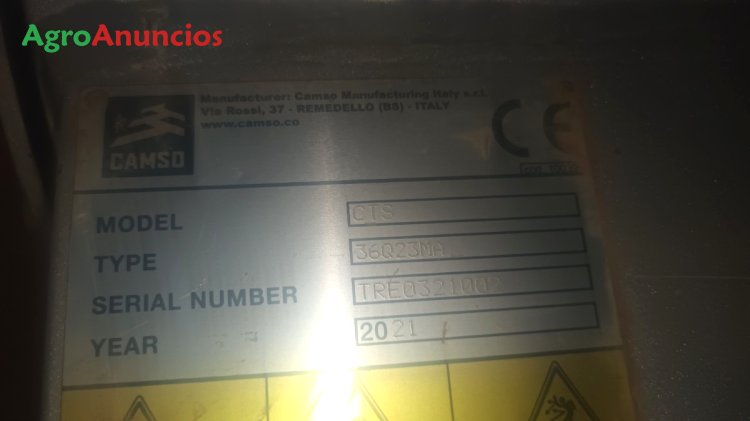 AgroAnuncios
Manufacturer: Camso Manufacturing Italy s.r.l.
Via Rossi, 37 - REMEDELLO (BS) - ITALY
www.camso.co
CAMSO
CE
MODEL CTS
TYPE 36Q23MA
SERIAL NUMBER TRE0321002
YEAR 2021